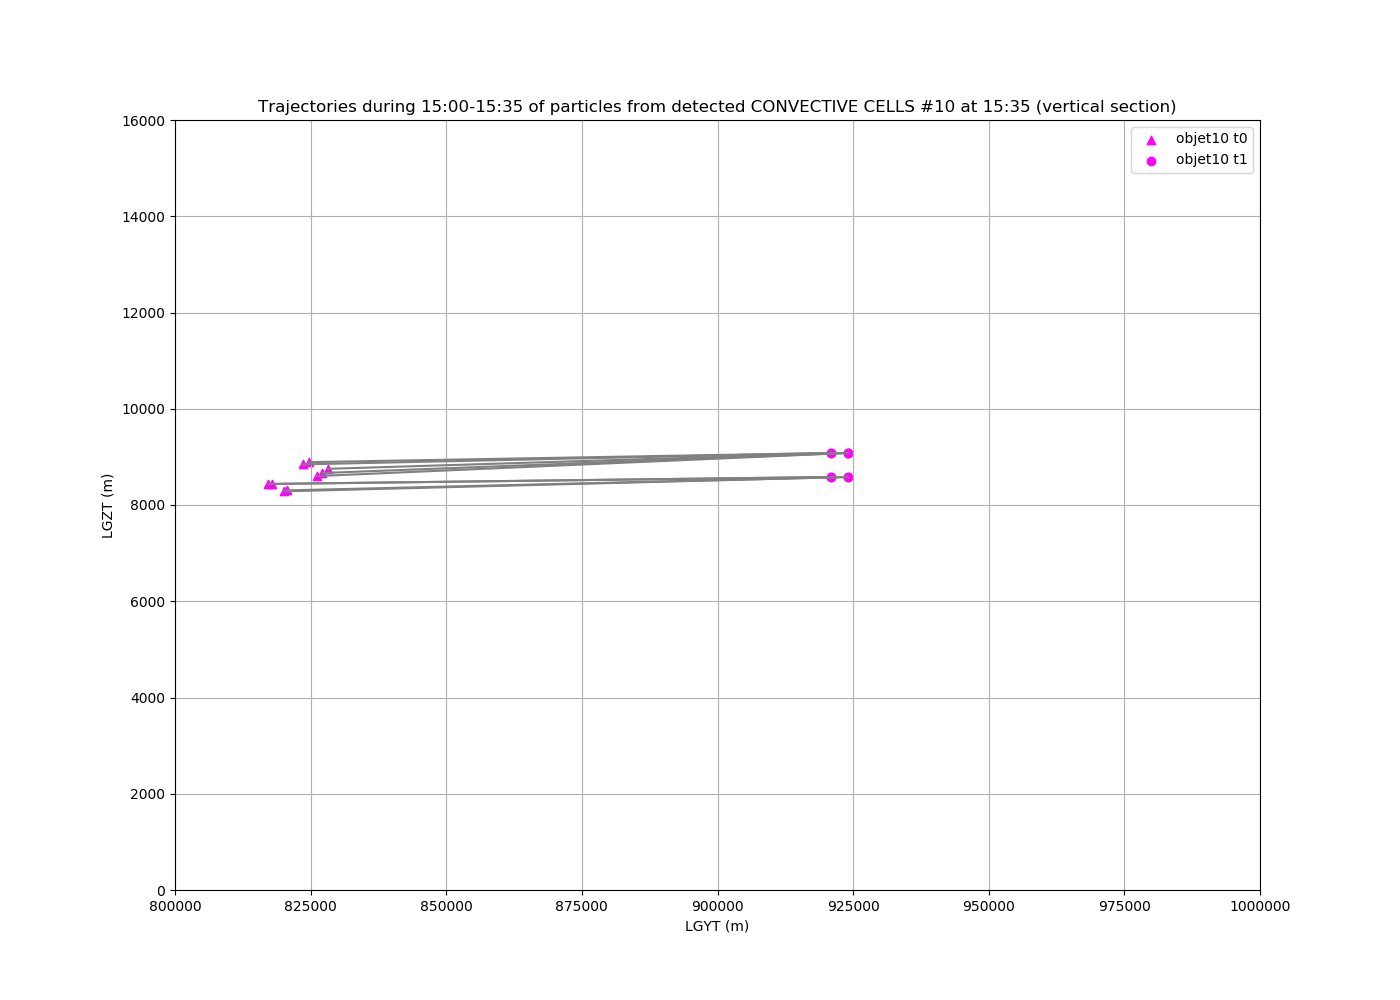 Trajectories during 15:00-15:35 of particles from detected CONVECTIVE CELLS #10 at 15:35 (vertical section)
objet10 t0
objet10 t1
16000
14000
12000
10000
8000
6000
4000
2000
0
LGZT (m)
800000 825000 850000 875000 900000 925000 950000 975000 1000000
LGYT (m)